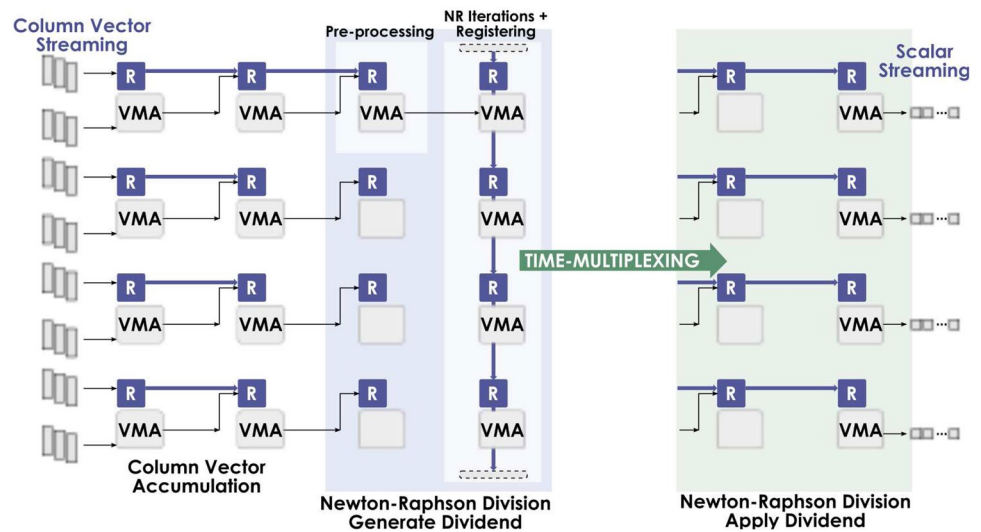 Column Vector
Streaming
Pre-processing
NR Iterations +
Registering
Scalar
Streaming
R R R R R R
VMA VMA VMA VMA VMA
R R R R R R
VMA VMA VMA VMA
TIME-MULTIPLEXING
R R R R R R
VMA VMA VMA VMA
R R R R R R
VMA VMA VMA VMA
Column Vector
Accumulation
Newton-Raphson Division
Generate Dividend
Newton-Raphson Division
Apply Dividend